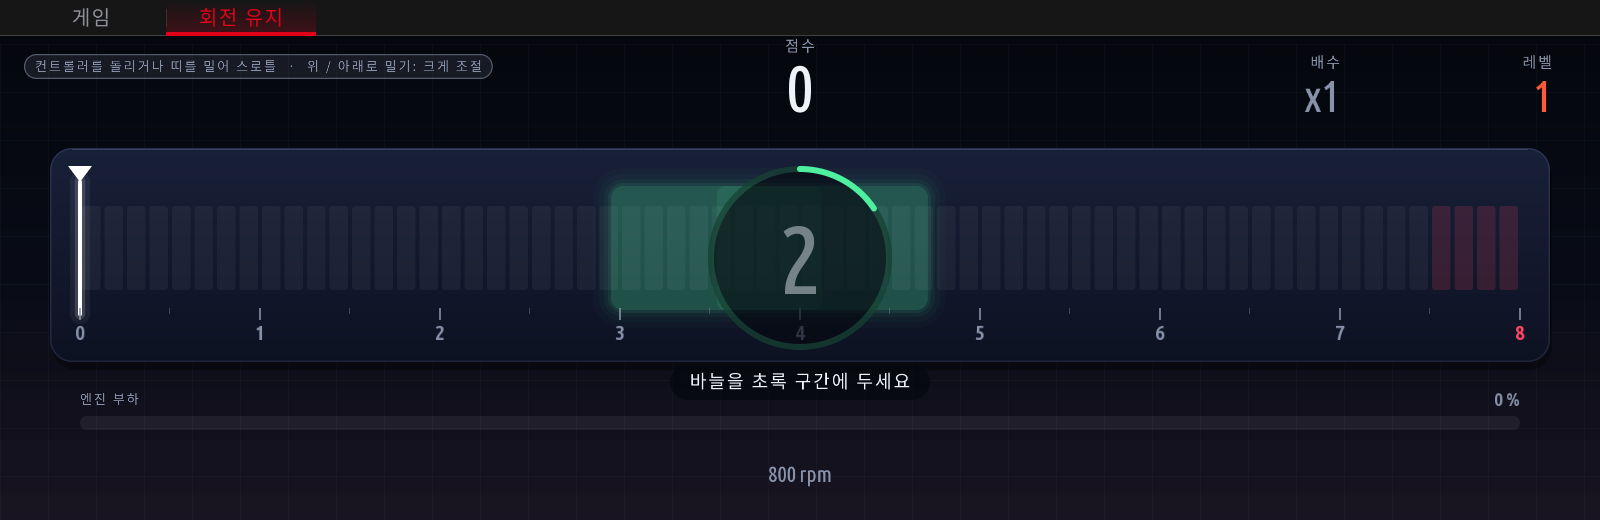 게임
회전 유지
컨트롤러를 돌리거나 띠를 밀어 스로틀 · 위 / 아래로 밀기: 크게 조절
점수
0
배수
x1
레벨
1
2
0 1 2 3 4 5 6 7 8
바늘을 초록 구간에 두세요
엔진 부하
0 %
800 rpm